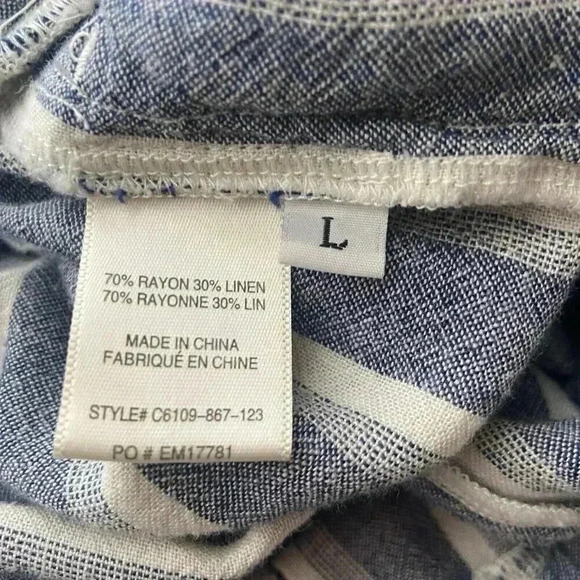 L
70% RAYON 30% LINEN
70% RAYONNE 30% LIN
MADE IN CHINA
FABRIQUÉ EN CHINE
STYLE# C6109-867-123
PO # EM17781